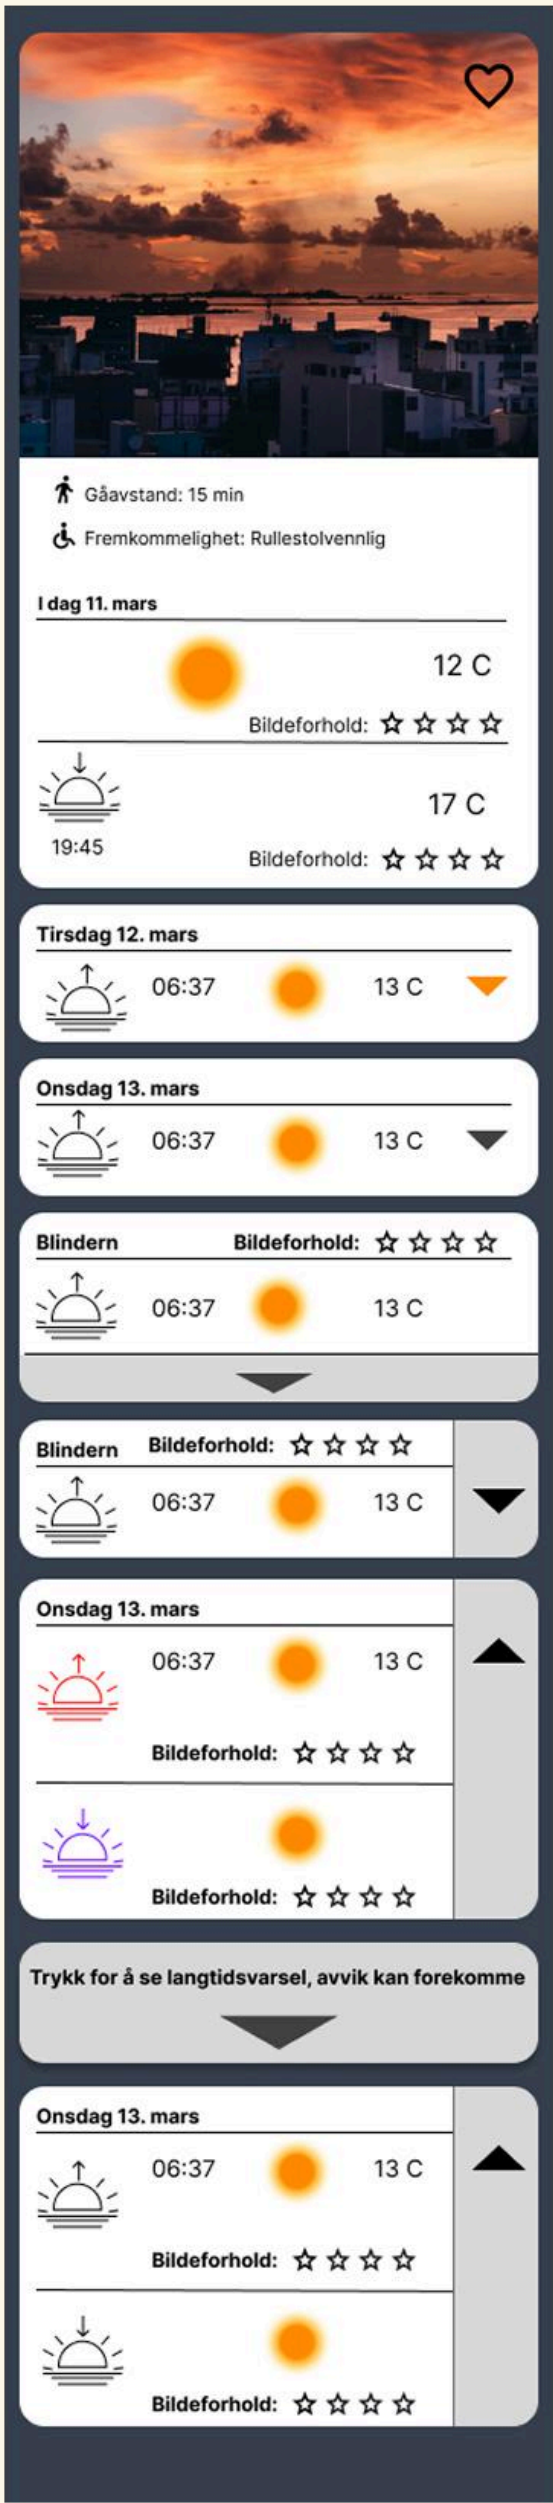 Gåavstand: 15 min
Fremkommelighet: Rullestolvennlig
I dag 11. mars
12 C
Bildeforhold:
17 C
19:45
Bildeforhold:
Tirsdag 12. mars
06:37 13 C
Onsdag 13. mars
06:37 13 C
Blindern Bildeforhold:
06:37 13 C
Blindern Bildeforhold:
06:37 13 C
Onsdag 13. mars
06:37 13 C
Bildeforhold:
Bildeforhold:
Trykk for å se langtidsvarsel, avvik kan forekomme
Onsdag 13. mars
06:37 13 C
Bildeforhold:
Bildeforhold: